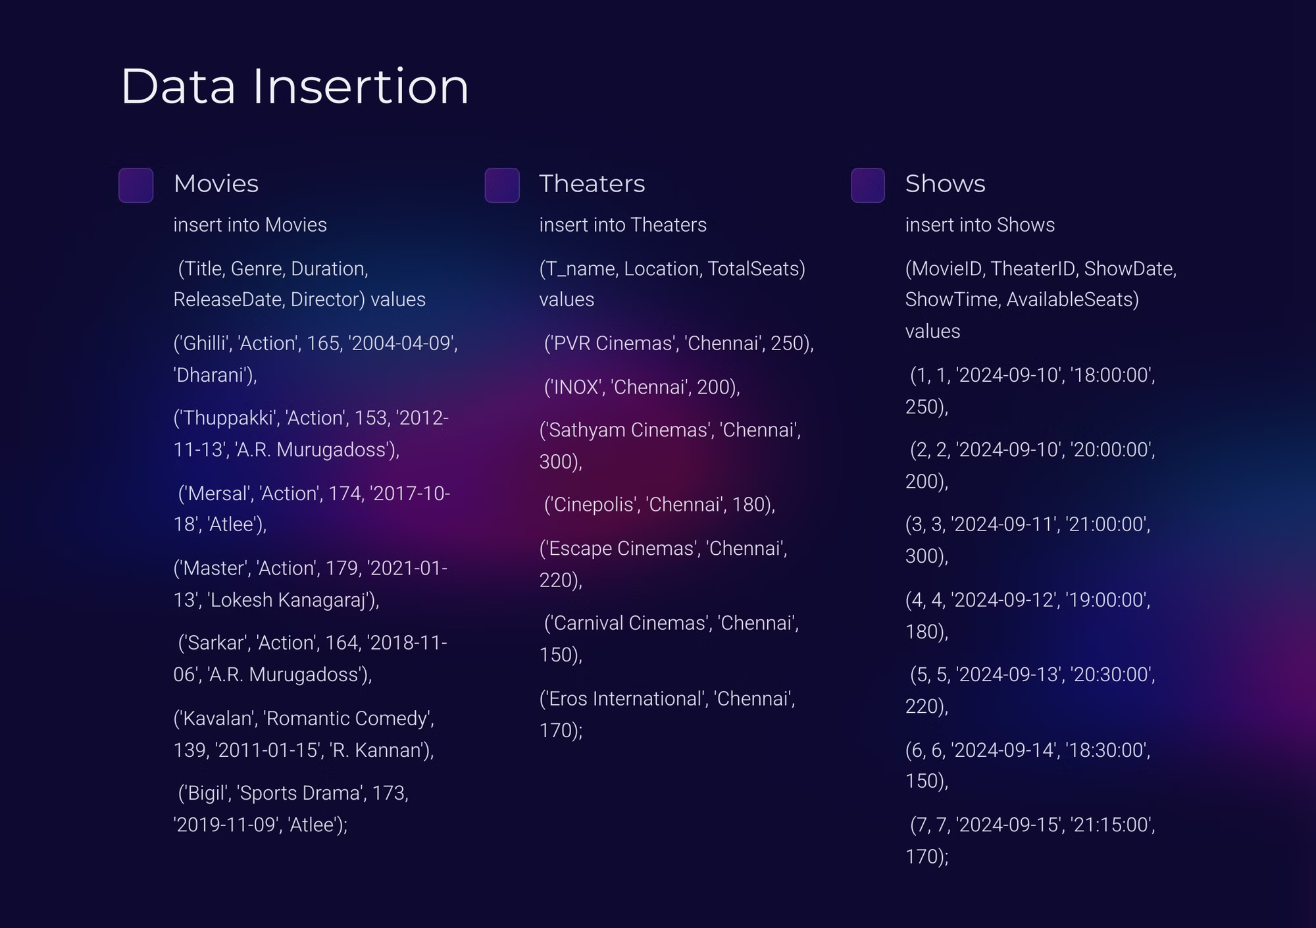 Data Insertion
Movies
insert into Movies
(Title, Genre, Duration,
ReleaseDate, Director) values
('Ghilli', 'Action', 165, '2004-04-09',
'Dharani'),
('Thuppakki', 'Action', 153, '2012-
11-13', 'A.R. Murugadoss'),
('Mersal', 'Action', 174, '2017-10-
18', 'Atlee'),
('Master', 'Action', 179, '2021-01-
13', 'Lokesh Kanagaraj'),
('Sarkar', 'Action', 164, '2018-11-
06', 'A.R. Murugadoss'),
('Kavalan', 'Romantic Comedy',
139, '2011-01-15', 'R. Kannan'),
('Bigil', 'Sports Drama', 173,
'2019-11-09', 'Atlee');
Theaters
insert into Theaters
(T_name, Location, TotalSeats)
values
('PVR Cinemas', 'Chennai', 250),
('INOX', 'Chennai', 200),
('Sathyam Cinemas', 'Chennai',
300),
('Cinepolis', 'Chennai', 180),
('Escape Cinemas', 'Chennai',
220),
('Carnival Cinemas', 'Chennai',
150),
('Eros International', 'Chennai',
170);
Shows
insert into Shows
(MovieID, TheaterID, ShowDate,
ShowTime, AvailableSeats)
values
(1, 1, '2024-09-10', '18:00:00',
250),
(2, 2, '2024-09-10', '20:00:00',
200),
(3, 3, '2024-09-11', '21:00:00',
300),
(4, 4, '2024-09-12', '19:00:00',
180),
(5, 5, '2024-09-13', '20:30:00',
220),
(6, 6, '2024-09-14', '18:30:00',
150),
(7, 7, '2024-09-15', '21:15:00',
170);